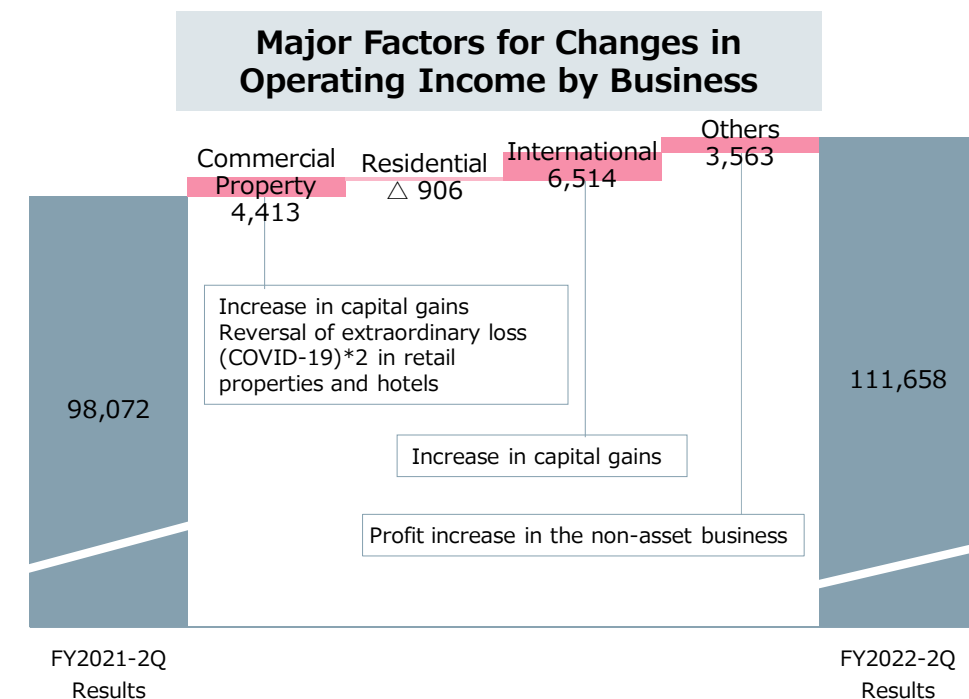 Major Factors for Changes in
Operating Income by Business
Commercial
Property
4,413
Residential
△ 906
International
6,514
Others
3,563
Increase in capital gains
Reversal of extraordinary loss
(COVID-19)*2 in retail
properties and hotels
98,072
111,658
Increase in capital gains
Profit increase in the non-asset business
FY2021-2Q
Results
FY2022-2Q
Results